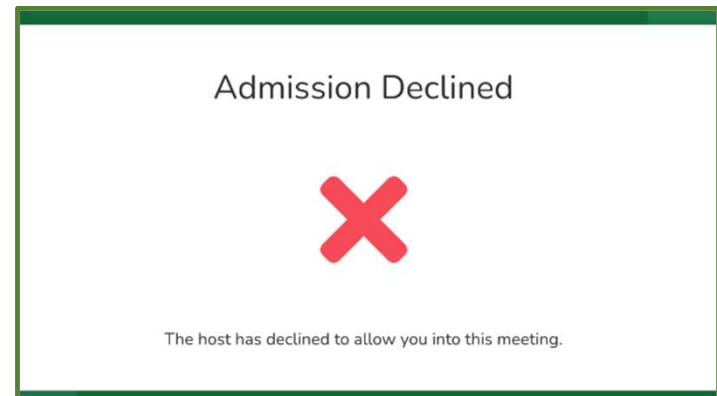 Admission Declined
The host has declined to allow you into this meeting.